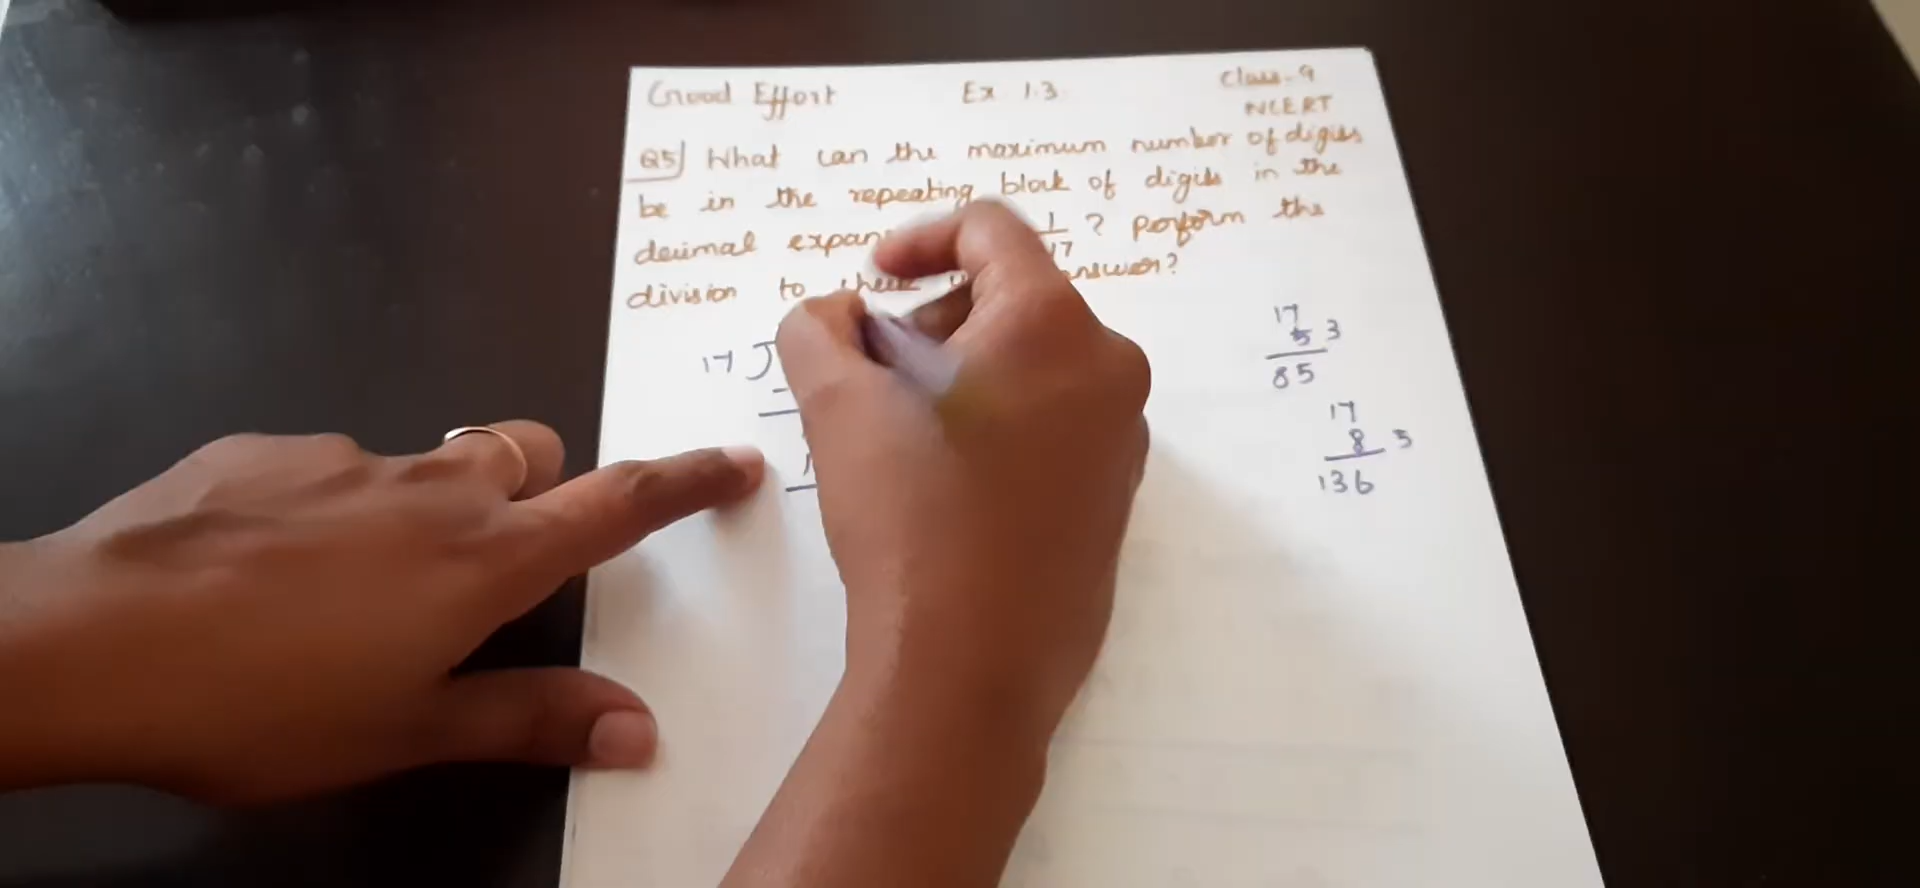 Good Effort Ex 1.3 Class-9
NCERT
Q5) What can the maximum number of digits
be in the repeating block of digits in the
decimal expan 1/17 ? perform the
division to answer?
17
17
5 3
85
17
8 5
136